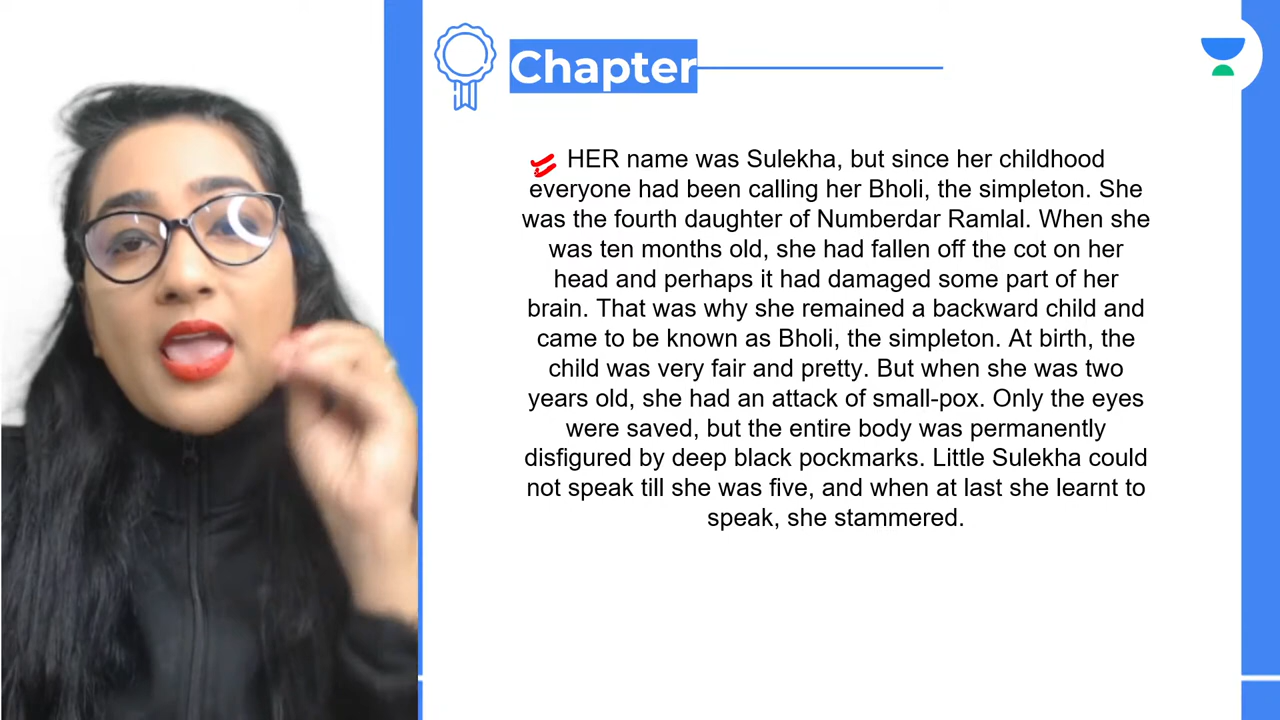 Chapter
HER name was Sulekha, but since her childhood
everyone had been calling her Bholi, the simpleton. She
was the fourth daughter of Numberdar Ramlal. When she
was ten months old, she had fallen off the cot on her
head and perhaps it had damaged some part of her
brain. That was why she remained a backward child and
came to be known as Bholi, the simpleton. At birth, the
child was very fair and pretty. But when she was two
years old, she had an attack of small-pox. Only the eyes
were saved, but the entire body was permanently
disfigured by deep black pockmarks. Little Sulekha could
not speak till she was five, and when at last she learnt to
speak, she stammered.